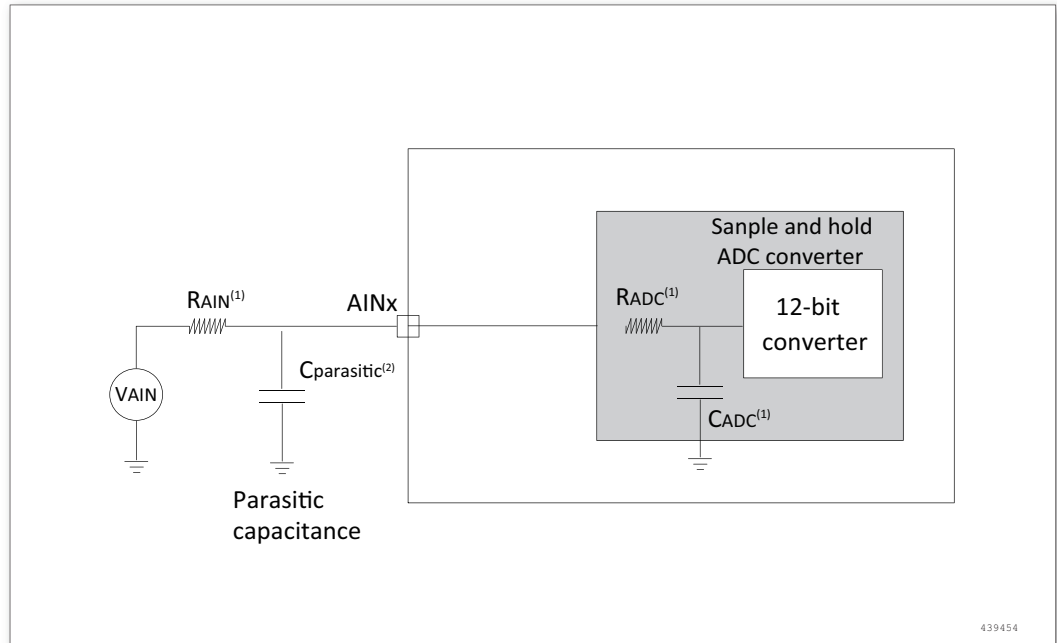 Sanple and hold
ADC converter
RAIN(1)
AINx
RADC(1)
12-bit
converter
Cparasitic(2)
VAIN
CADC(1)
Parasitic
capacitance
439454